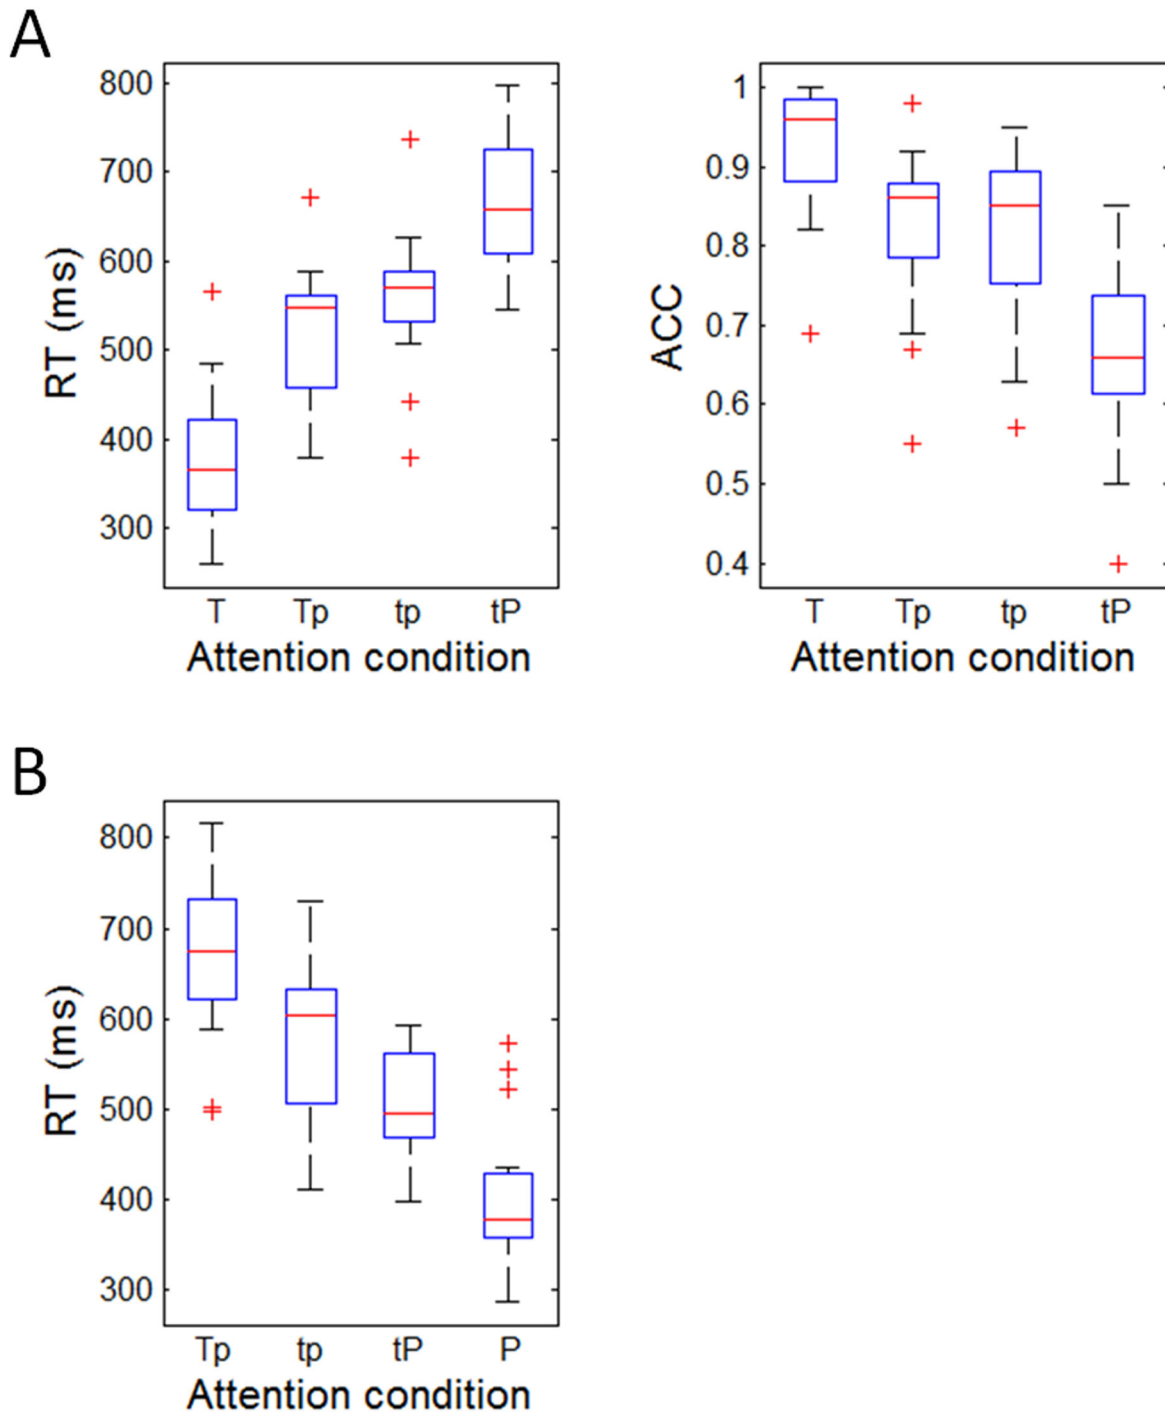 A
800
700
600
500
400
300
RT (ms)
T Tp tp tP
Attention condition
1
0.9
0.8
0.7
0.6
0.5
0.4
ACC
T Tp tp tP
Attention condition
B
800
700
600
500
400
300
RT (ms)
Tp tp tP P
Attention condition